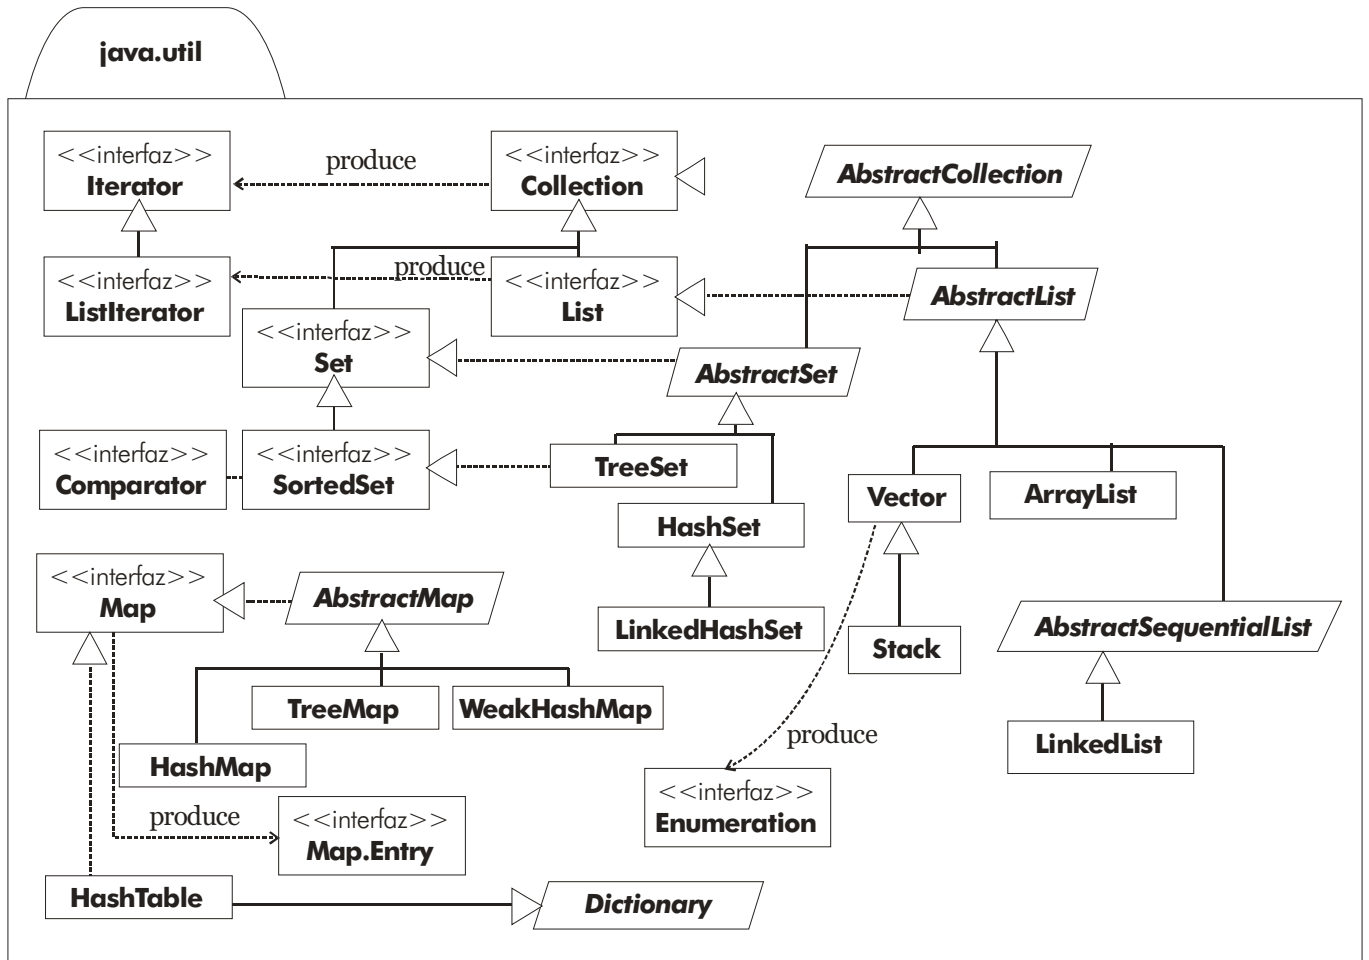 java.util
<<interfaz>>
Iterator
produce
<<interfaz>>
Collection
AbstractCollection
<<interfaz>>
ListIterator
produce
<<interfaz>>
List
AbstractList
<<interfaz>>
Set
AbstractSet
<<interfaz>>
Comparator
<<interfaz>>
SortedSet
TreeSet
Vector
ArrayList
HashSet
<<interfaz>>
Map
AbstractMap
LinkedHashSet
Stack
AbstractSequentialList
TreeMap
WeakHashMap
LinkedList
HashMap
produce
<<interfaz>>
Enumeration
produce
<<interfaz>>
Map.Entry
HashTable
Dictionary